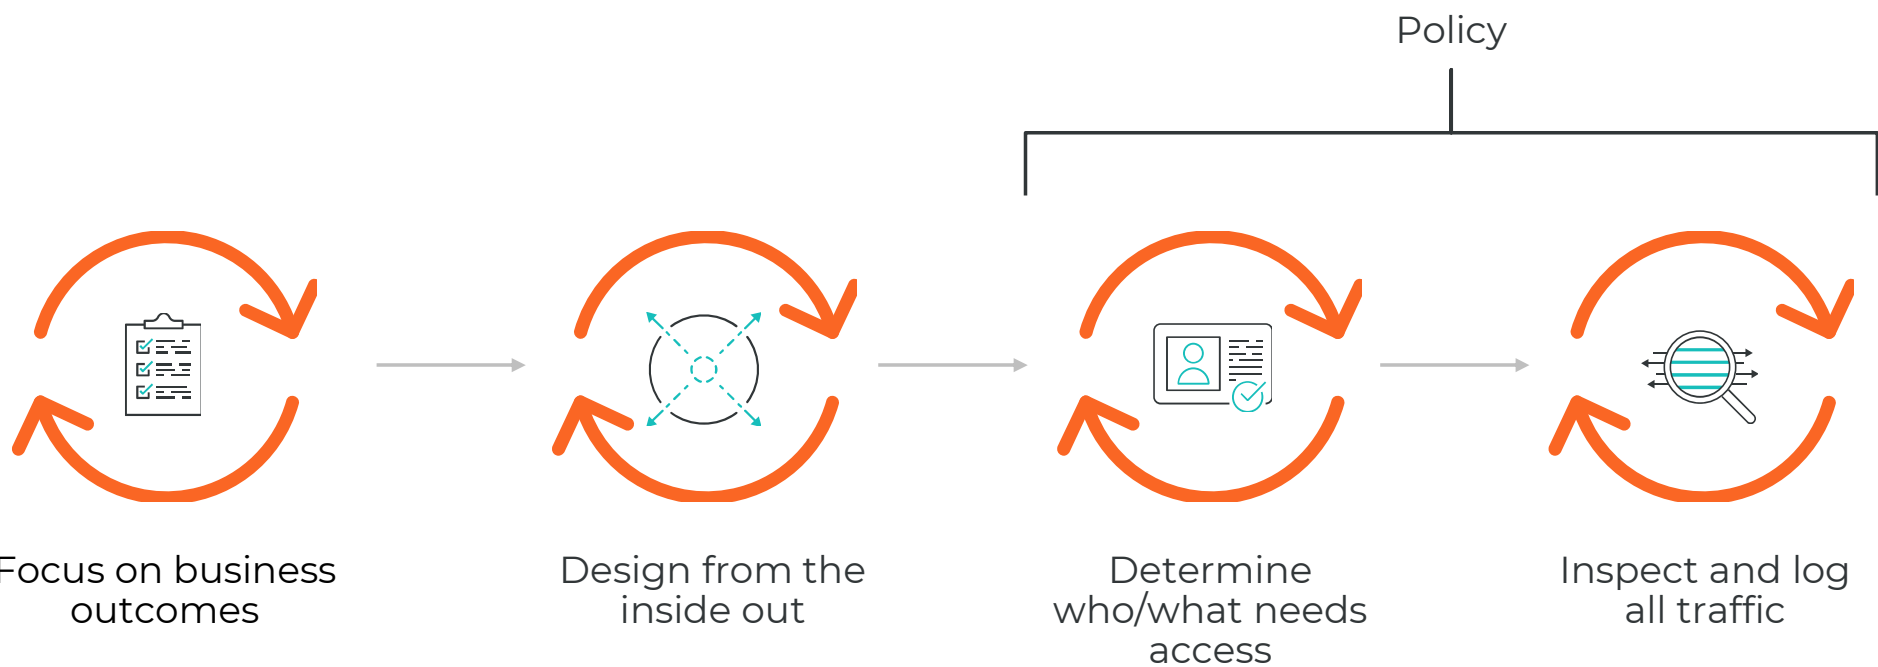 Policy
Focus on business
outcomes
Design from the
inside out
Determine
who/what needs
access
Inspect and log
all traffic